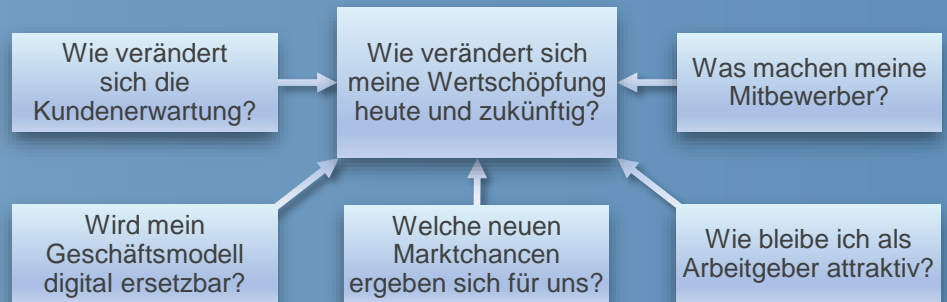 Wie verändert
sich die
Kundenerwartung?
Wie verändert sich
meine Wertschöpfung
heute und zukünftig?
Was machen meine
Mitbewerber?
Wird mein
Geschäftsmodell
digital ersetzbar?
Welche neuen
Marktchancen
ergeben sich für uns?
Wie bleibe ich als
Arbeitgeber attraktiv?